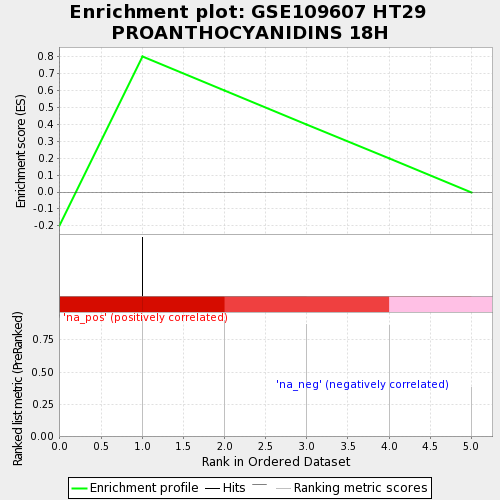 Enrichment plot: GSE109607 HT29
PROANTHOCYANIDINS 18H
Enrichment score (ES)
0.8
0.7
0.6
0.5
0.4
0.3
0.2
0.1
0.0
-0.1
-0.2
'na_pos' (positively correlated)
'na_neg' (negatively correlated)
Ranked list metric (PreRanked)
0.75
0.50
0.25
0.00
0.0 0.5 1.0 1.5 2.0 2.5 3.0 3.5 4.0 4.5 5.0
Rank in Ordered Dataset
Enrichment profile Hits Ranking metric scores